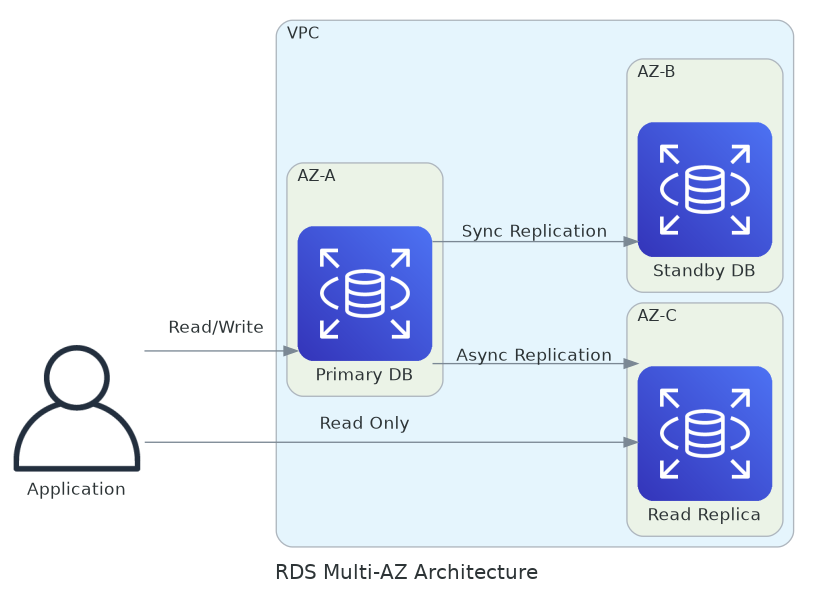 VPC
AZ-B
Standby DB
AZ-A
Primary DB
Sync Replication
Async Replication
AZ-C
Read Replica
Read/Write
Read Only
Application
RDS Multi-AZ Architecture